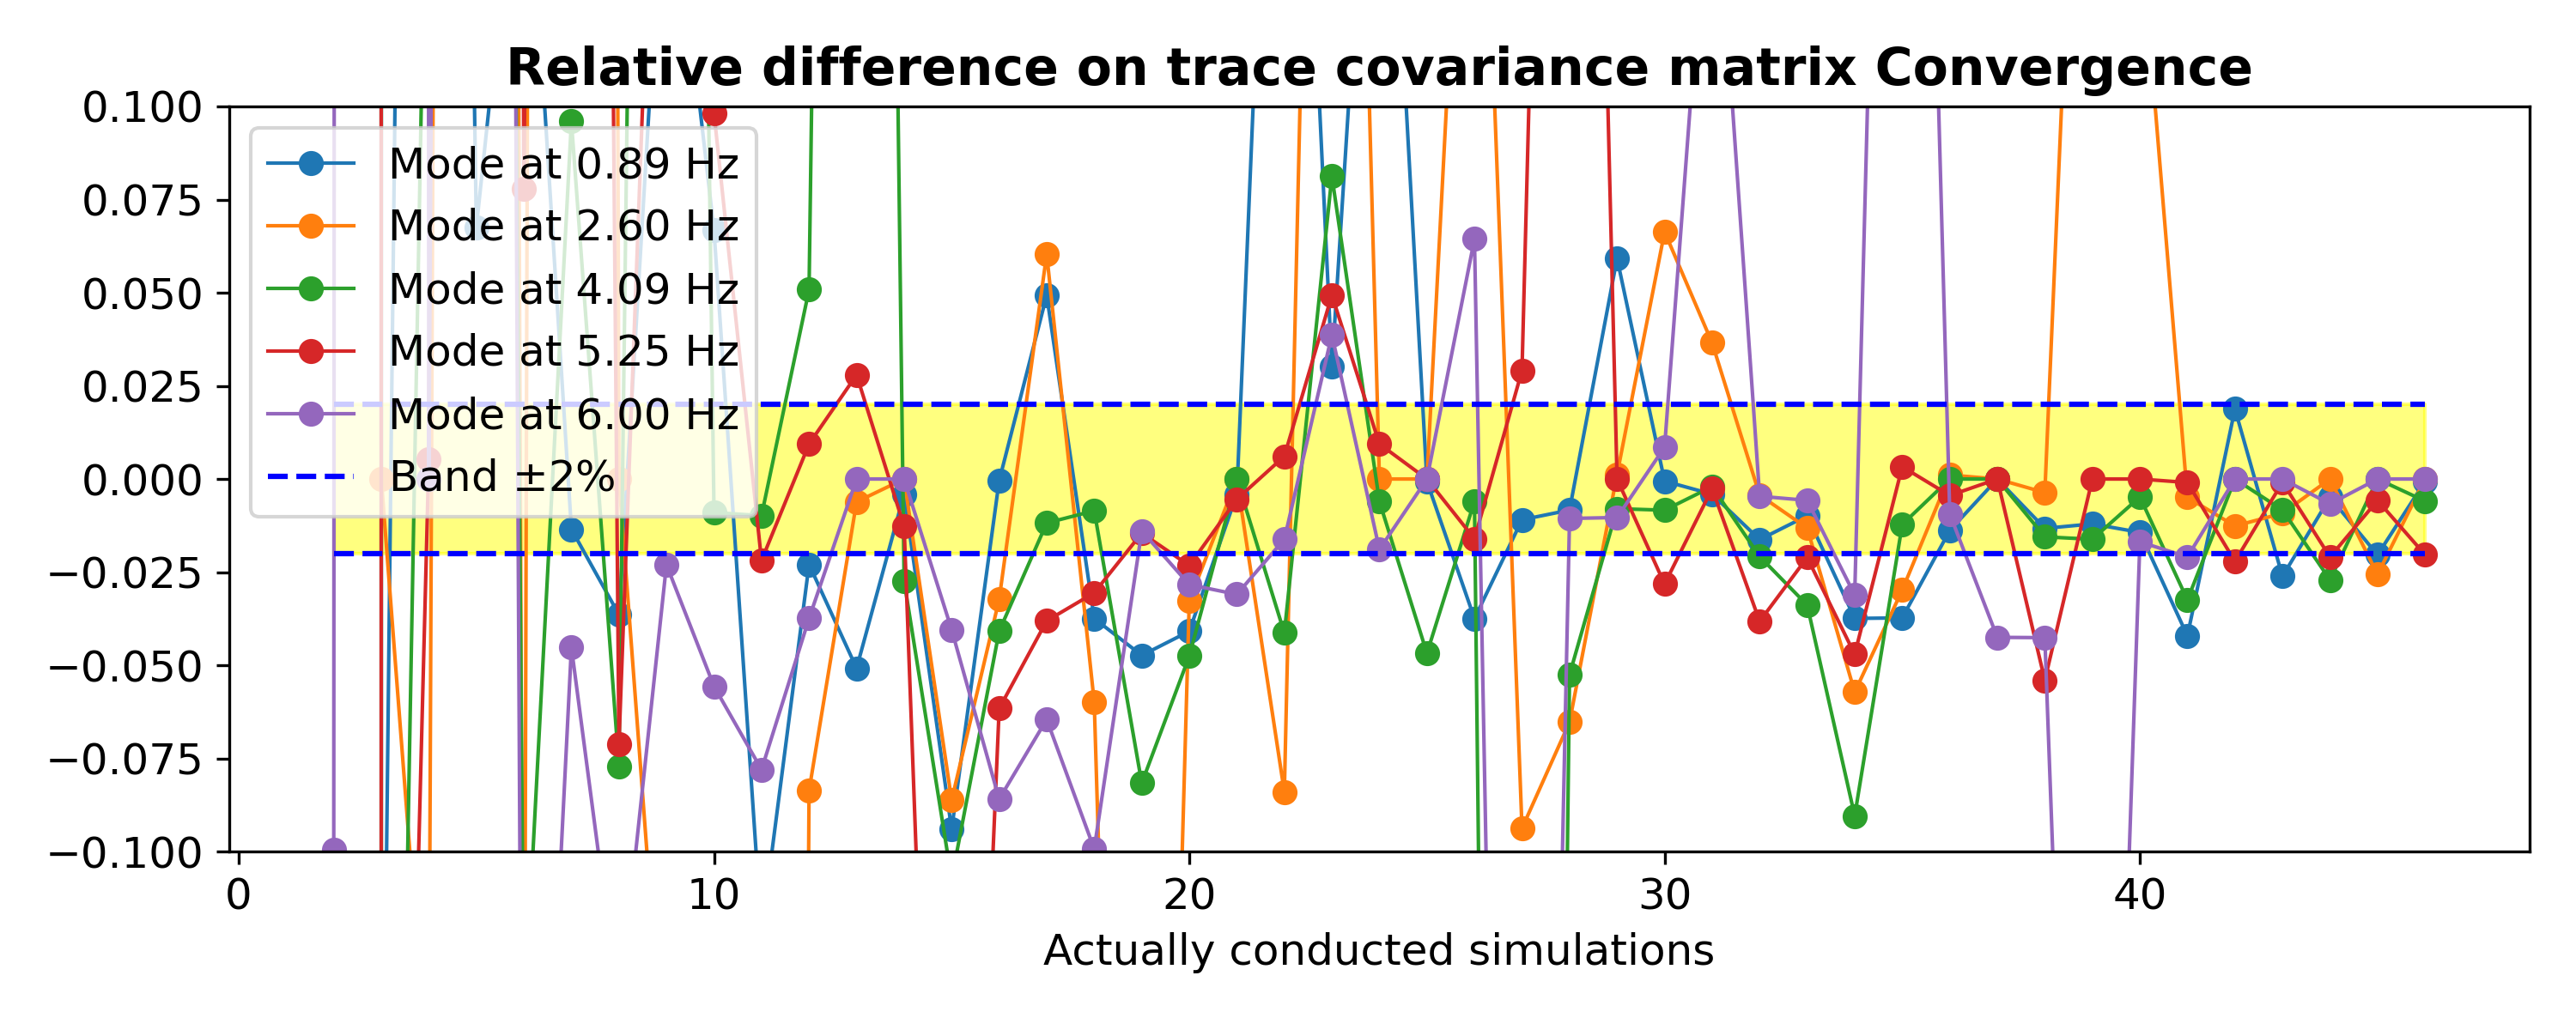 Relative difference on trace covariance matrix Convergence
0.100
0.075
0.050
0.025
0.000
−0.025
−0.050
−0.075
−0.100
Mode at 0.89 Hz
Mode at 2.60 Hz
Mode at 4.09 Hz
Mode at 5.25 Hz
Mode at 6.00 Hz
Band ±2%
0 10 20 30 40
Actually conducted simulations